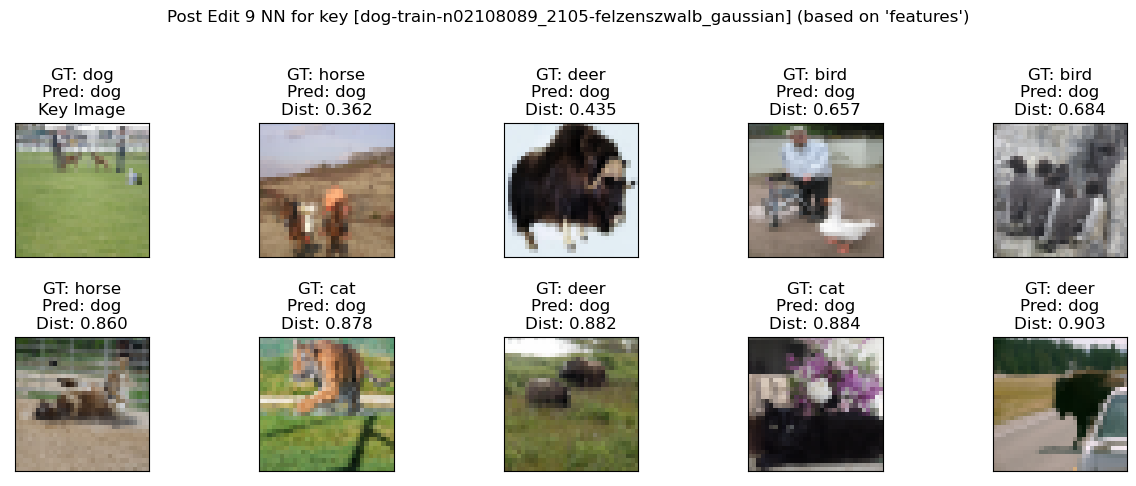 Post Edit 9 NN for key [dog-train-n02108089_2105-felzenszwalb_gaussian] (based on 'features')
GT: dog
Pred: dog
Key Image
GT: horse
Pred: dog
Dist: 0.362
GT: deer
Pred: dog
Dist: 0.435
GT: bird
Pred: dog
Dist: 0.657
GT: bird
Pred: dog
Dist: 0.684
GT: horse
Pred: dog
Dist: 0.860
GT: cat
Pred: dog
Dist: 0.878
GT: deer
Pred: dog
Dist: 0.882
GT: cat
Pred: dog
Dist: 0.884
GT: deer
Pred: dog
Dist: 0.903